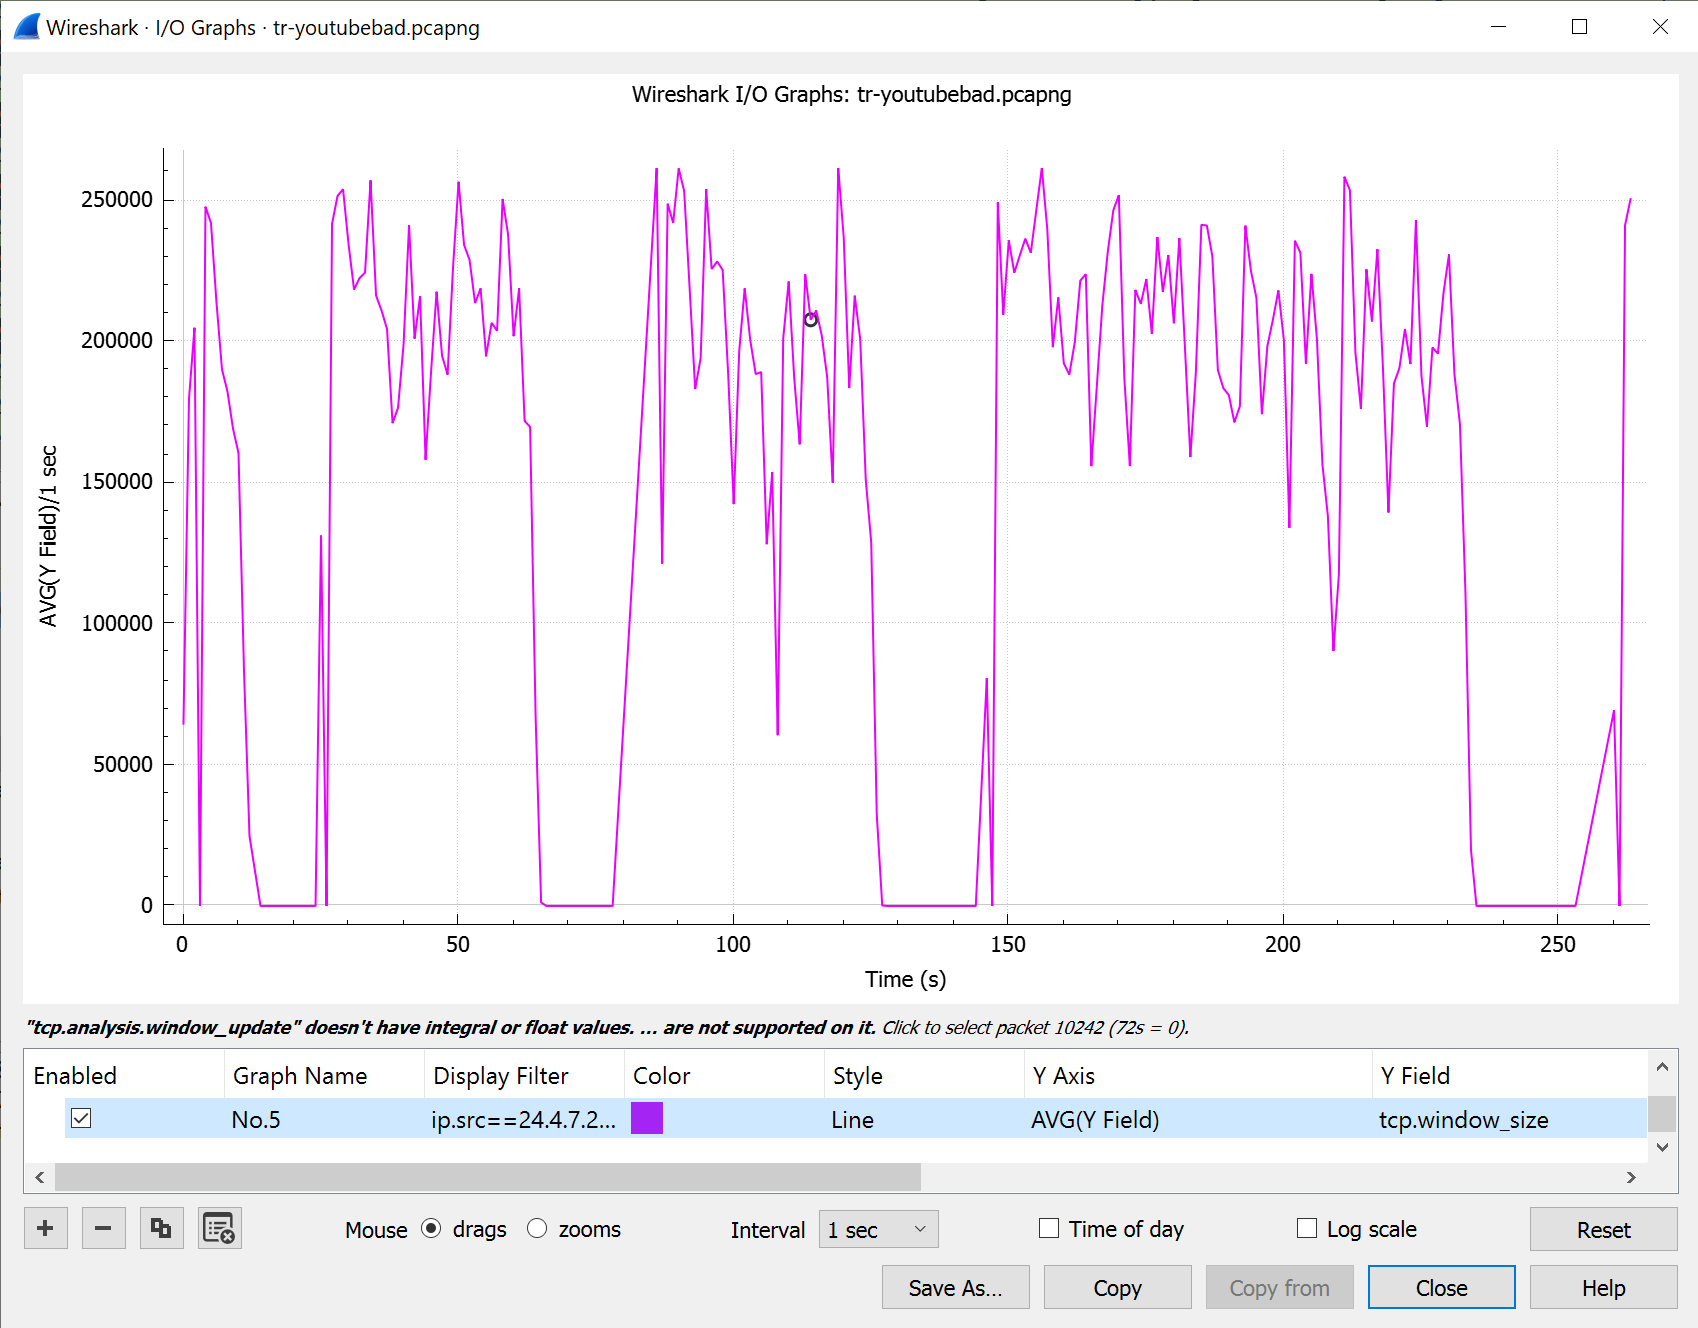 Wireshark · I/O Graphs · tr-youtubebad.pcapng
Wireshark I/O Graphs: tr-youtubebad.pcapng
AVG(Y Field)/1 sec
250000
200000
150000
100000
50000
0
0 50 100 150 200 250
Time (s)
"tcp.analysis.window_update" doesn't have integral or float values. ... are not supported on it. Click to select packet 10242 (72s = 0).
Enabled Graph Name Display Filter Color Style Y Axis Y Field
No.5 ip.src==24.4.7.2... Line AVG(Y Field) tcp.window_size
Mouse drags zooms Interval 1 sec Time of day Log scale Reset
Save As... Copy Copy from Close Help